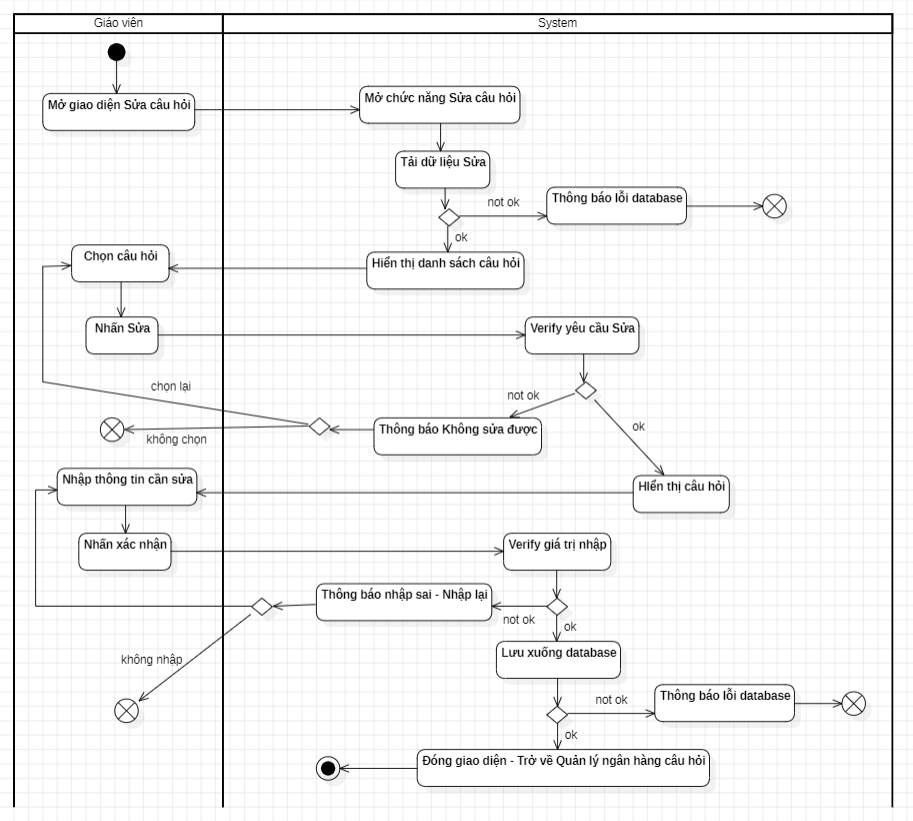 Giáo viên
System
Mở giao diện Sửa câu hỏi
Mở chức năng Sửa câu hỏi
Tải dữ liệu Sửa
not ok
Thông báo lỗi database
ok
Chọn câu hỏi
Hiển thị danh sách câu hỏi
Nhấn Sửa
Verify yêu cầu Sửa
chọn lại
not ok
không chọn
Thông báo Không sửa được
ok
Nhập thông tin cần sửa
HIển thị câu hỏi
Nhấn xác nhận
Verify giá trị nhập
Thông báo nhập sai - Nhập lại
not ok
ok
không nhập
Lưu xuống database
not ok
Thông báo lỗi database
ok
Đóng giao diện - Trở về Quản lý ngân hàng câu hỏi